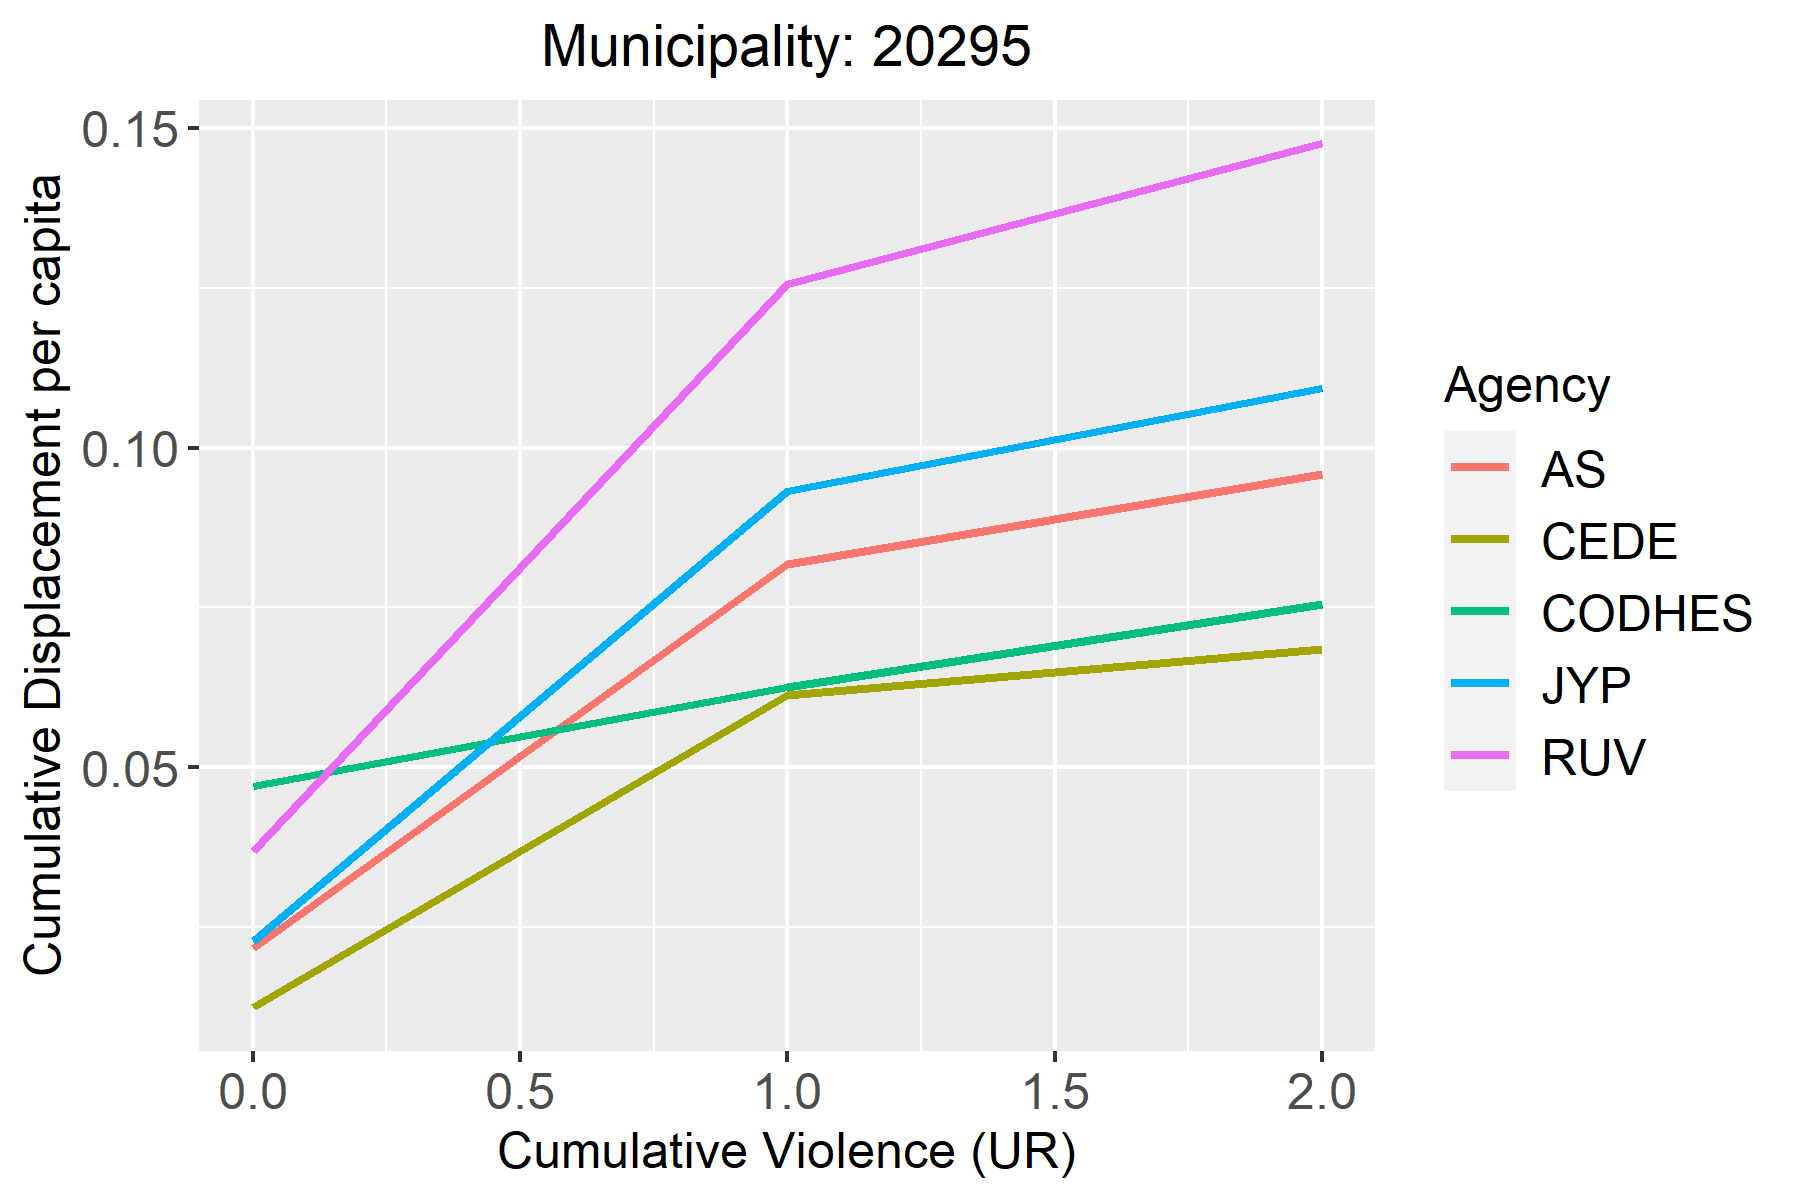 Municipality: 20295
Cumulative Displacement per capita
0.15
0.10
0.05
0.0 0.5 1.0 1.5 2.0
Cumulative Violence (UR)
Agency
AS
CEDE
CODHES
JYP
RUV